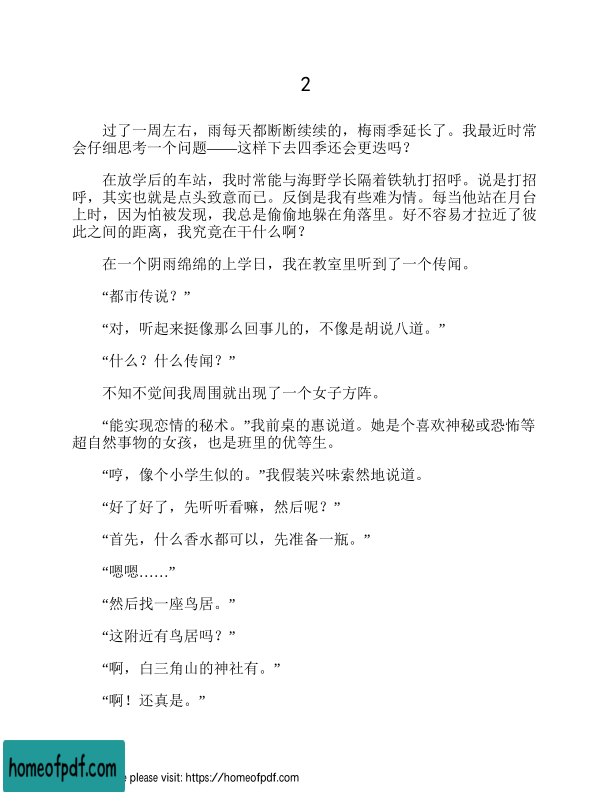 2
过了一周左右，雨每天都断断续续的，梅雨季延长了。我最近时常
会仔细思考一个问题——这样下去四季还会更迭吗？
在放学后的车站，我时常能与海野学长隔着铁轨打招呼。说是打招
呼，其实也就是点头致意而已。反倒是我有些难为情。每当他站在月台
上时，因为怕被发现，我总是偷偷地躲在角落里。好不容易才拉近了彼
此之间的距离，我究竟在干什么啊？
在一个阴雨绵绵的上学日，我在教室里听到了一个传闻。
“都市传说？”
“对，听起来挺像那么回事儿的，不像是胡说八道。”
“什么？什么传闻？”
不知不觉间我周围就出现了一个女子方阵。
“能实现恋情的秘术。”我前桌的惠说道。她是个喜欢神秘或恐怖等
超自然事物的女孩，也是班里的优等生。
“哼，像个小学生似的。”我假装兴味索然地说道。
“好了好了，先听听看嘛，然后呢？”
“首先，什么香水都可以，先准备一瓶。”
“嗯嗯……”
“然后找一座鸟居。”
“这附近有鸟居吗？”
“啊，白三角山的神社有。”
“啊！还真是。”
homeofpdf.com
e please visit: https://homeofpdf.com